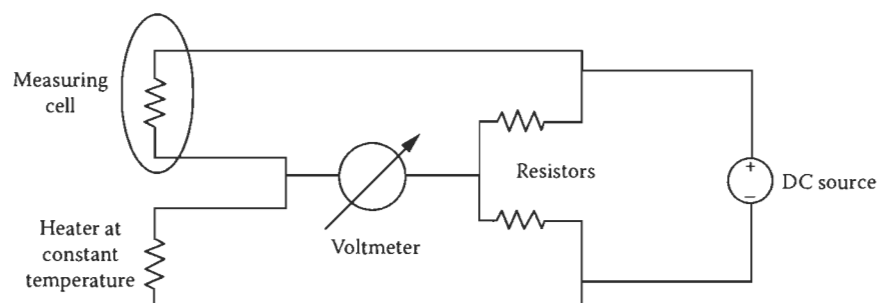 Measuring
cell
Resistors
+
−
DC source
Heater at
constant
temperature
Voltmeter